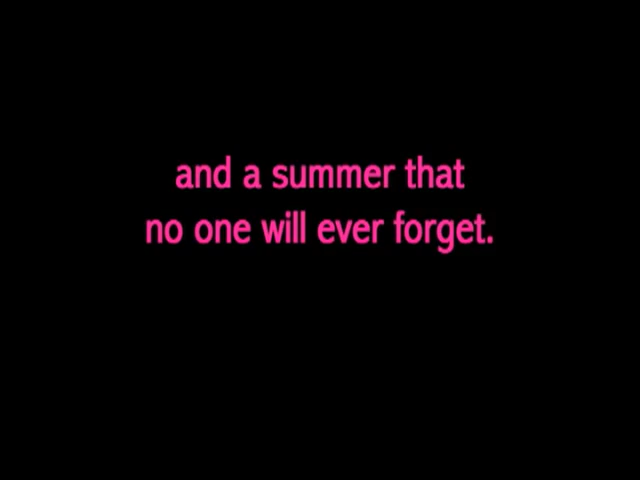 and a summer that
no one will ever forget.